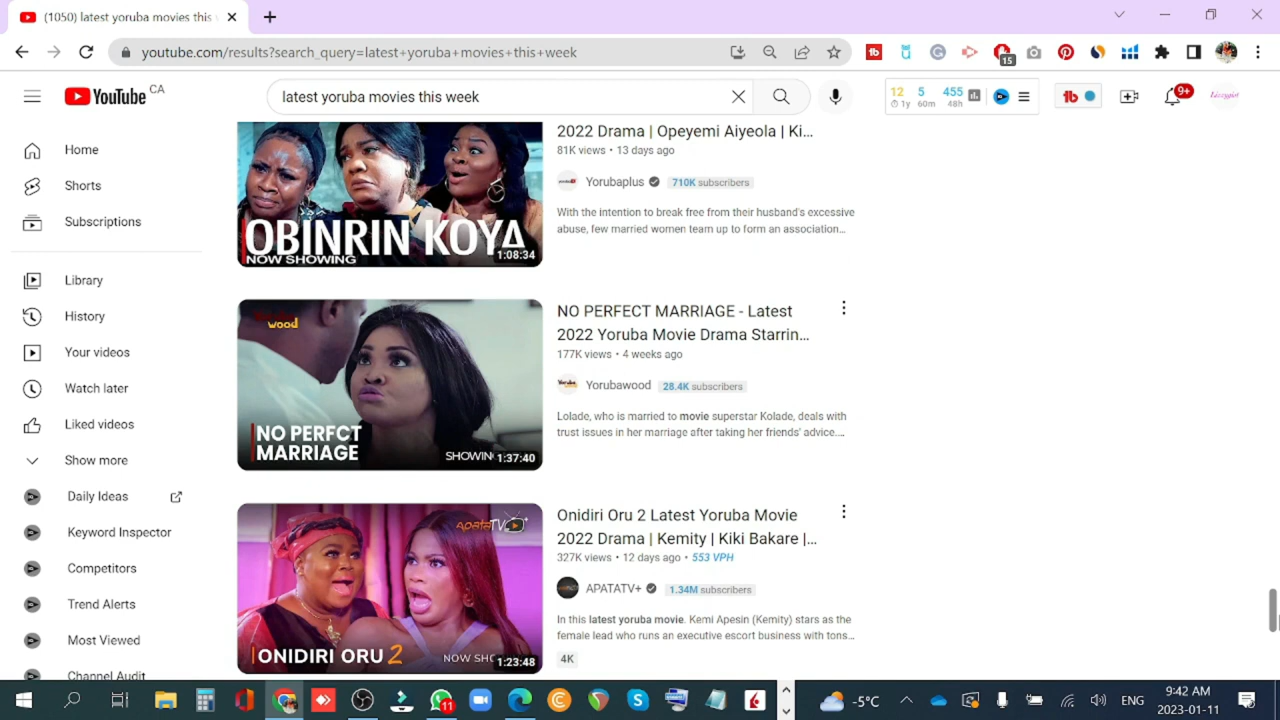 (1050) latest yoruba movies this
youtube.com/results?search_query=latest+yoruba+movies+this+week
15
YouTube CA
latest yoruba movies this week
12 5 455
1y 60m 48h
9+
Lizzygist
Home
Shorts
Subscriptions
Library
History
Your videos
Watch later
Liked videos
Show more
Daily Ideas
Keyword Inspector
Competitors
Trend Alerts
Most Viewed
Channel Audit
OBINRIN KOYA
NOW SHOWING
1:08:34
2022 Drama | Opeyemi Aiyeola | Ki...
81K views • 13 days ago
Yorubaplus 710K subscribers
With the intention to break free from their husband's excessive
abuse, few married women team up to form an association...
wood
NO PERFCT
MARRIAGE
SHOWIN
1:37:40
NO PERFECT MARRIAGE - Latest
2022 Yoruba Movie Drama Starrin...
177K views • 4 weeks ago
Yorubawood 28.4K subscribers
Lolade, who is married to movie superstar Kolade, deals with
trust issues in her marriage after taking her friends' advice....
APATATV+
ONIDIRI ORU 2
NOW SHO
1:23:48
Onidiri Oru 2 Latest Yoruba Movie
2022 Drama | Kemity | Kiki Bakare |...
327K views • 12 days ago • 553 VPH
APATATV+ 1.34M subscribers
In this latest yoruba movie. Kemi Apesin (Kemity) stars as the
female lead who runs an executive escort business with tons...
4K
11
-5°C
ENG
9:42 AM
2023-01-11